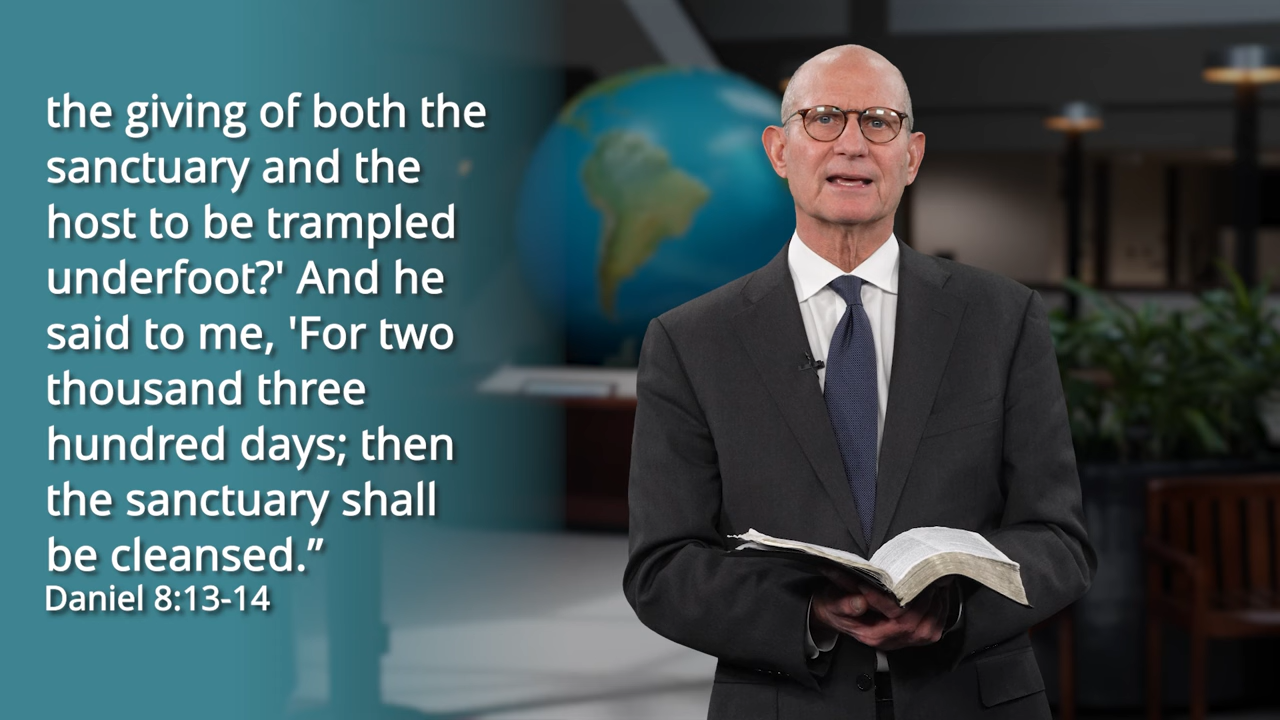 the giving of both the
sanctuary and the
host to be trampled
underfoot?' And he
said to me, 'For two
thousand three
hundred days; then
the sanctuary shall
be cleansed.”
Daniel 8:13-14